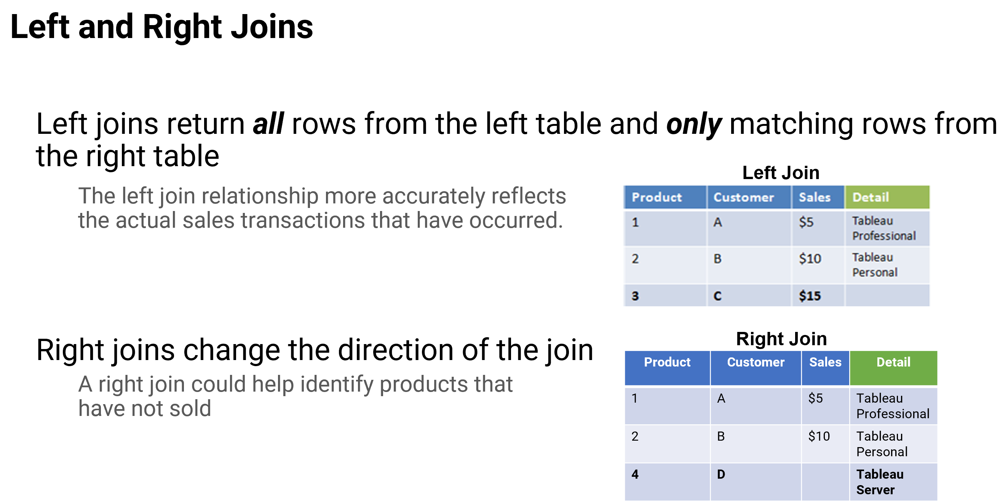 Left and Right Joins
Left joins return all rows from the left table and only matching rows from
the right table
The left join relationship more accurately reflects
the actual sales transactions that have occurred.
Left Join
Product Customer Sales Detail
1 A $5 Tableau
Professional
2 B $10 Tableau
Personal
3 C $15
Right joins change the direction of the join
A right join could help identify products that
have not sold
Right Join
Product Customer Sales Detail
1 A $5 Tableau
Professional
2 B $10 Tableau
Personal
4 D Tableau
Server